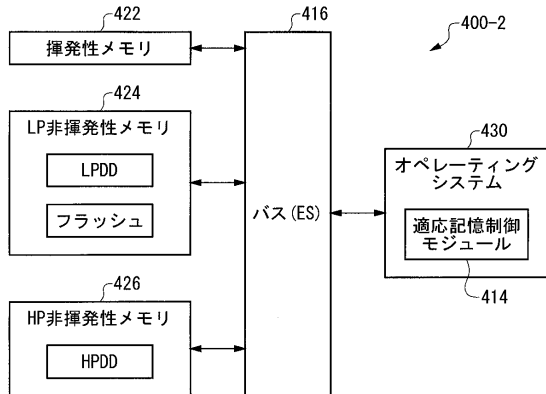 422
揮発性メモリ
424
LP非揮発性メモリ
LPDD
フラッシュ
426
HP非揮発性メモリ
HPDD
416
バス(ES)
400-2
430
オペレーティング
システム
適応記憶制御
モジュール
414